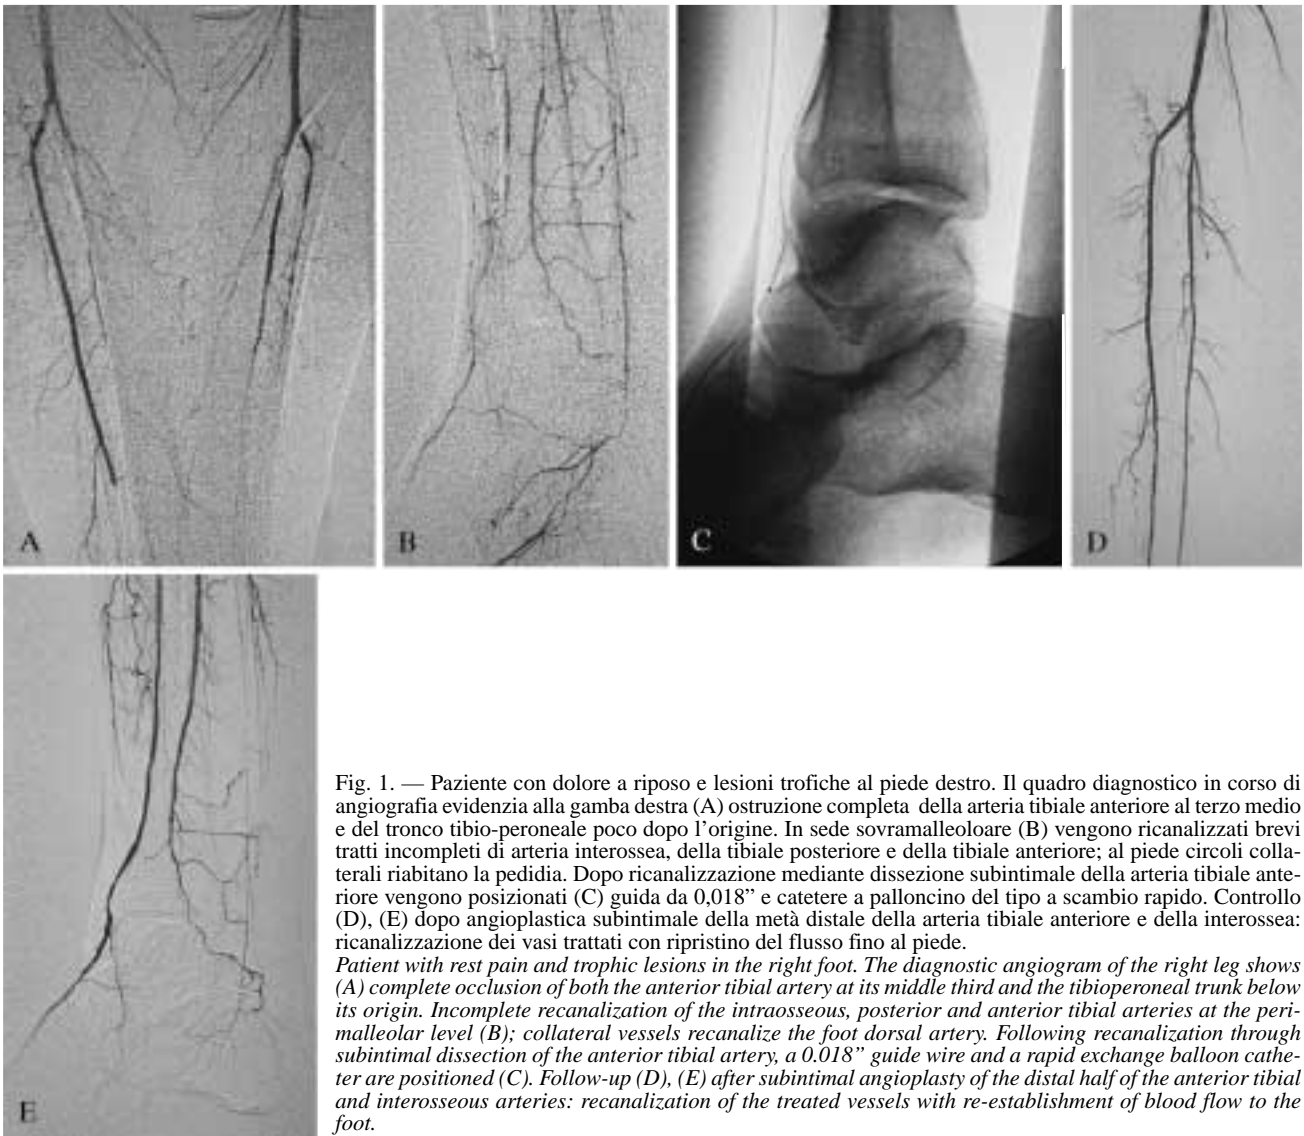 A
B
C
D
E
Fig. 1. — Paziente con dolore a riposo e lesioni trofiche al piede destro. Il quadro diagnostico in corso di
angiografia evidenzia alla gamba destra (A) ostruzione completa della arteria tibiale anteriore al terzo medio
e del tronco tibio-peroneale poco dopo l'origine. In sede sovramalleoloare (B) vengono ricanalizzati brevi
tratti incompleti di arteria interossea, della tibiale posteriore e della tibiale anteriore; al piede circoli colla-
terali riabitano la pedidia. Dopo ricanalizzazione mediante dissezione subintimale della arteria tibiale ante-
riore vengono posizionati (C) guida da 0,018” e catetere a palloncino del tipo a scambio rapido. Controllo
(D), (E) dopo angioplastica subintimale della metà distale della arteria tibiale anteriore e della interossea:
ricanalizzazione dei vasi trattati con ripristino del flusso fino al piede.
Patient with rest pain and trophic lesions in the right foot. The diagnostic angiogram of the right leg shows
(A) complete occlusion of both the anterior tibial artery at its middle third and the tibioperoneal trunk below
its origin. Incomplete recanalization of the intraosseous, posterior and anterior tibial arteries at the peri-
malleolar level (B); collateral vessels recanalize the foot dorsal artery. Following recanalization through
subintimal dissection of the anterior tibial artery, a 0.018” guide wire and a rapid exchange balloon cathe-
ter are positioned (C). Follow-up (D), (E) after subintimal angioplasty of the distal half of the anterior tibial
and interosseous arteries: recanalization of the treated vessels with re-establishment of blood flow to the
foot.